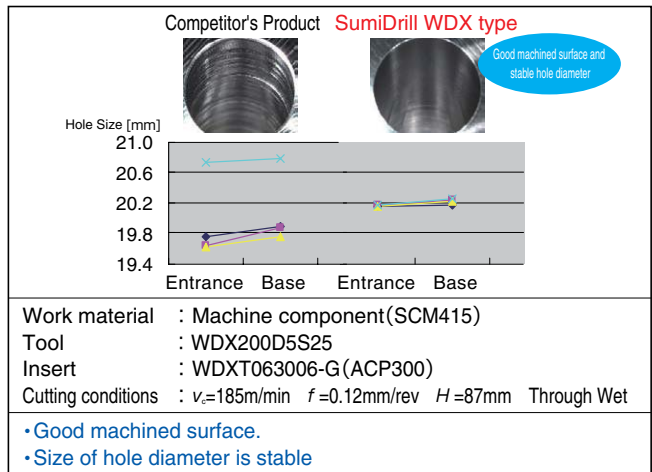 Competitor's Product SumiDrill WDX type
Good machined surface and
stable hole diameter
Hole Size [mm]
21.0
20.6
20.2
19.8
19.4
Entrance Base Entrance Base
Work material : Machine component(SCM415)
Tool : WDX200D5S25
Insert : WDXT063006-G(ACP300)
Cutting conditions : vc=185m/min f=0.12mm/rev H=87mm Through Wet
・Good machined surface.
・Size of hole diameter is stable